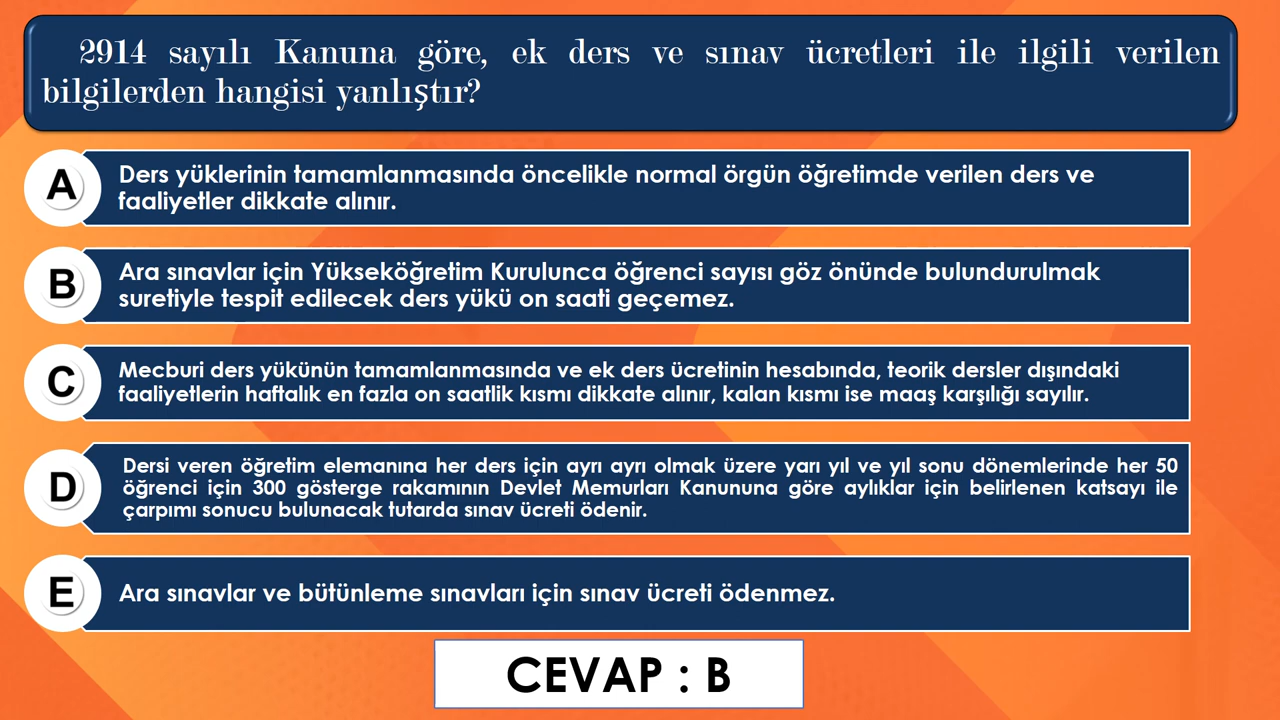 2914 sayılı Kanuna göre, ek ders ve sınav ücretleri ile ilgili verilen
bilgilerden hangisi yanlıştır?
A
Ders yüklerinin tamamlanmasında öncelikle normal örgün öğretimde verilen ders ve
faaliyetler dikkate alınır.
B
Ara sınavlar için Yükseköğretim Kurulunca öğrenci sayısı göz önünde bulundurulmak
suretiyle tespit edilecek ders yükü on saati geçemez.
C
Mecburi ders yükünün tamamlanmasında ve ek ders ücretinin hesabında, teorik dersler dışındaki
faaliyetlerin haftalık en fazla on saatlik kısmı dikkate alınır, kalan kısmı ise maaş karşılığı sayılır.
D
Dersi veren öğretim elemanına her ders için ayrı ayrı olmak üzere yarı yıl ve yıl sonu dönemlerinde her 50
öğrenci için 300 gösterge rakamının Devlet Memurları Kanununa göre aylıklar için belirlenen katsayı ile
çarpımı sonucu bulunacak tutarda sınav ücreti ödenir.
E
Ara sınavlar ve bütünleme sınavları için sınav ücreti ödenmez.
CEVAP : B